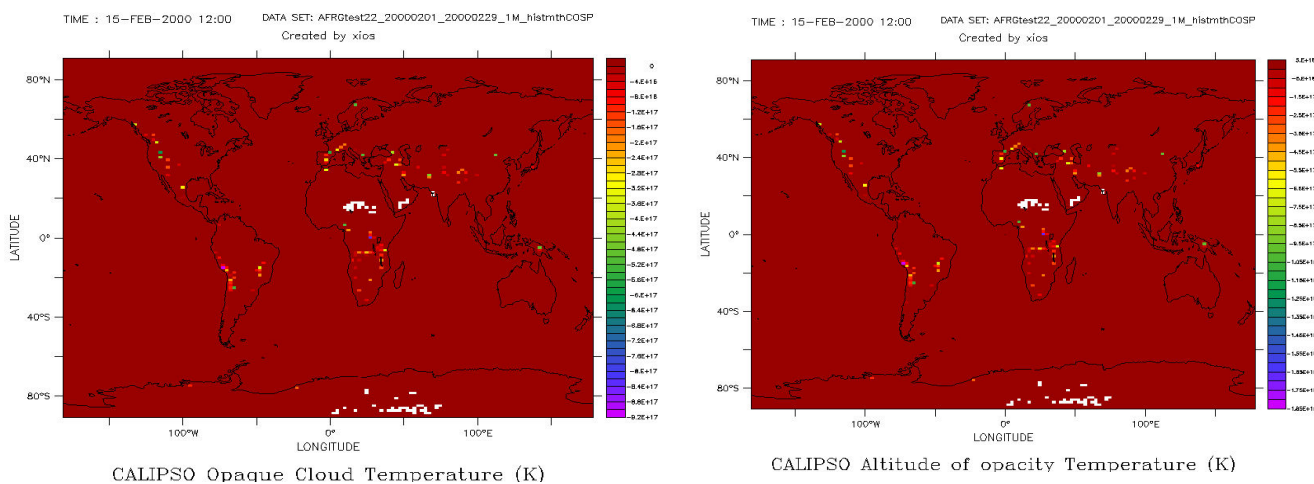 TIME : 15-FEB-2000 12:00
DATA SET: AFRGtest22_20000201_20000229_1M_histmthCOSP
Created by xios
80°N
40°N
0°
40°S
80°S
LATITUDE
100°W
0°
100°E
LONGITUDE
0
-4.E+16
-8.E+16
-1.2E+17
-1.6E+17
-2.E+17
-2.4E+17
-2.8E+17
-3.2E+17
-3.6E+17
-4.E+17
-4.4E+17
-4.8E+17
-5.2E+17
-5.6E+17
-6.E+17
-6.4E+17
-6.8E+17
-7.2E+17
-7.6E+17
-8.E+17
-8.4E+17
-8.8E+17
-9.2E+17
CALIPSO Opaque Cloud Temperature (K)
TIME : 15-FEB-2000 12:00
DATA SET: AFRGtest22_20000201_20000229_1M_histmthCOSP
Created by xios
80°N
40°N
0°
40°S
80°S
LATITUDE
100°W
0°
100°E
LONGITUDE
CALIPSO Altitude of opacity Temperature (K)